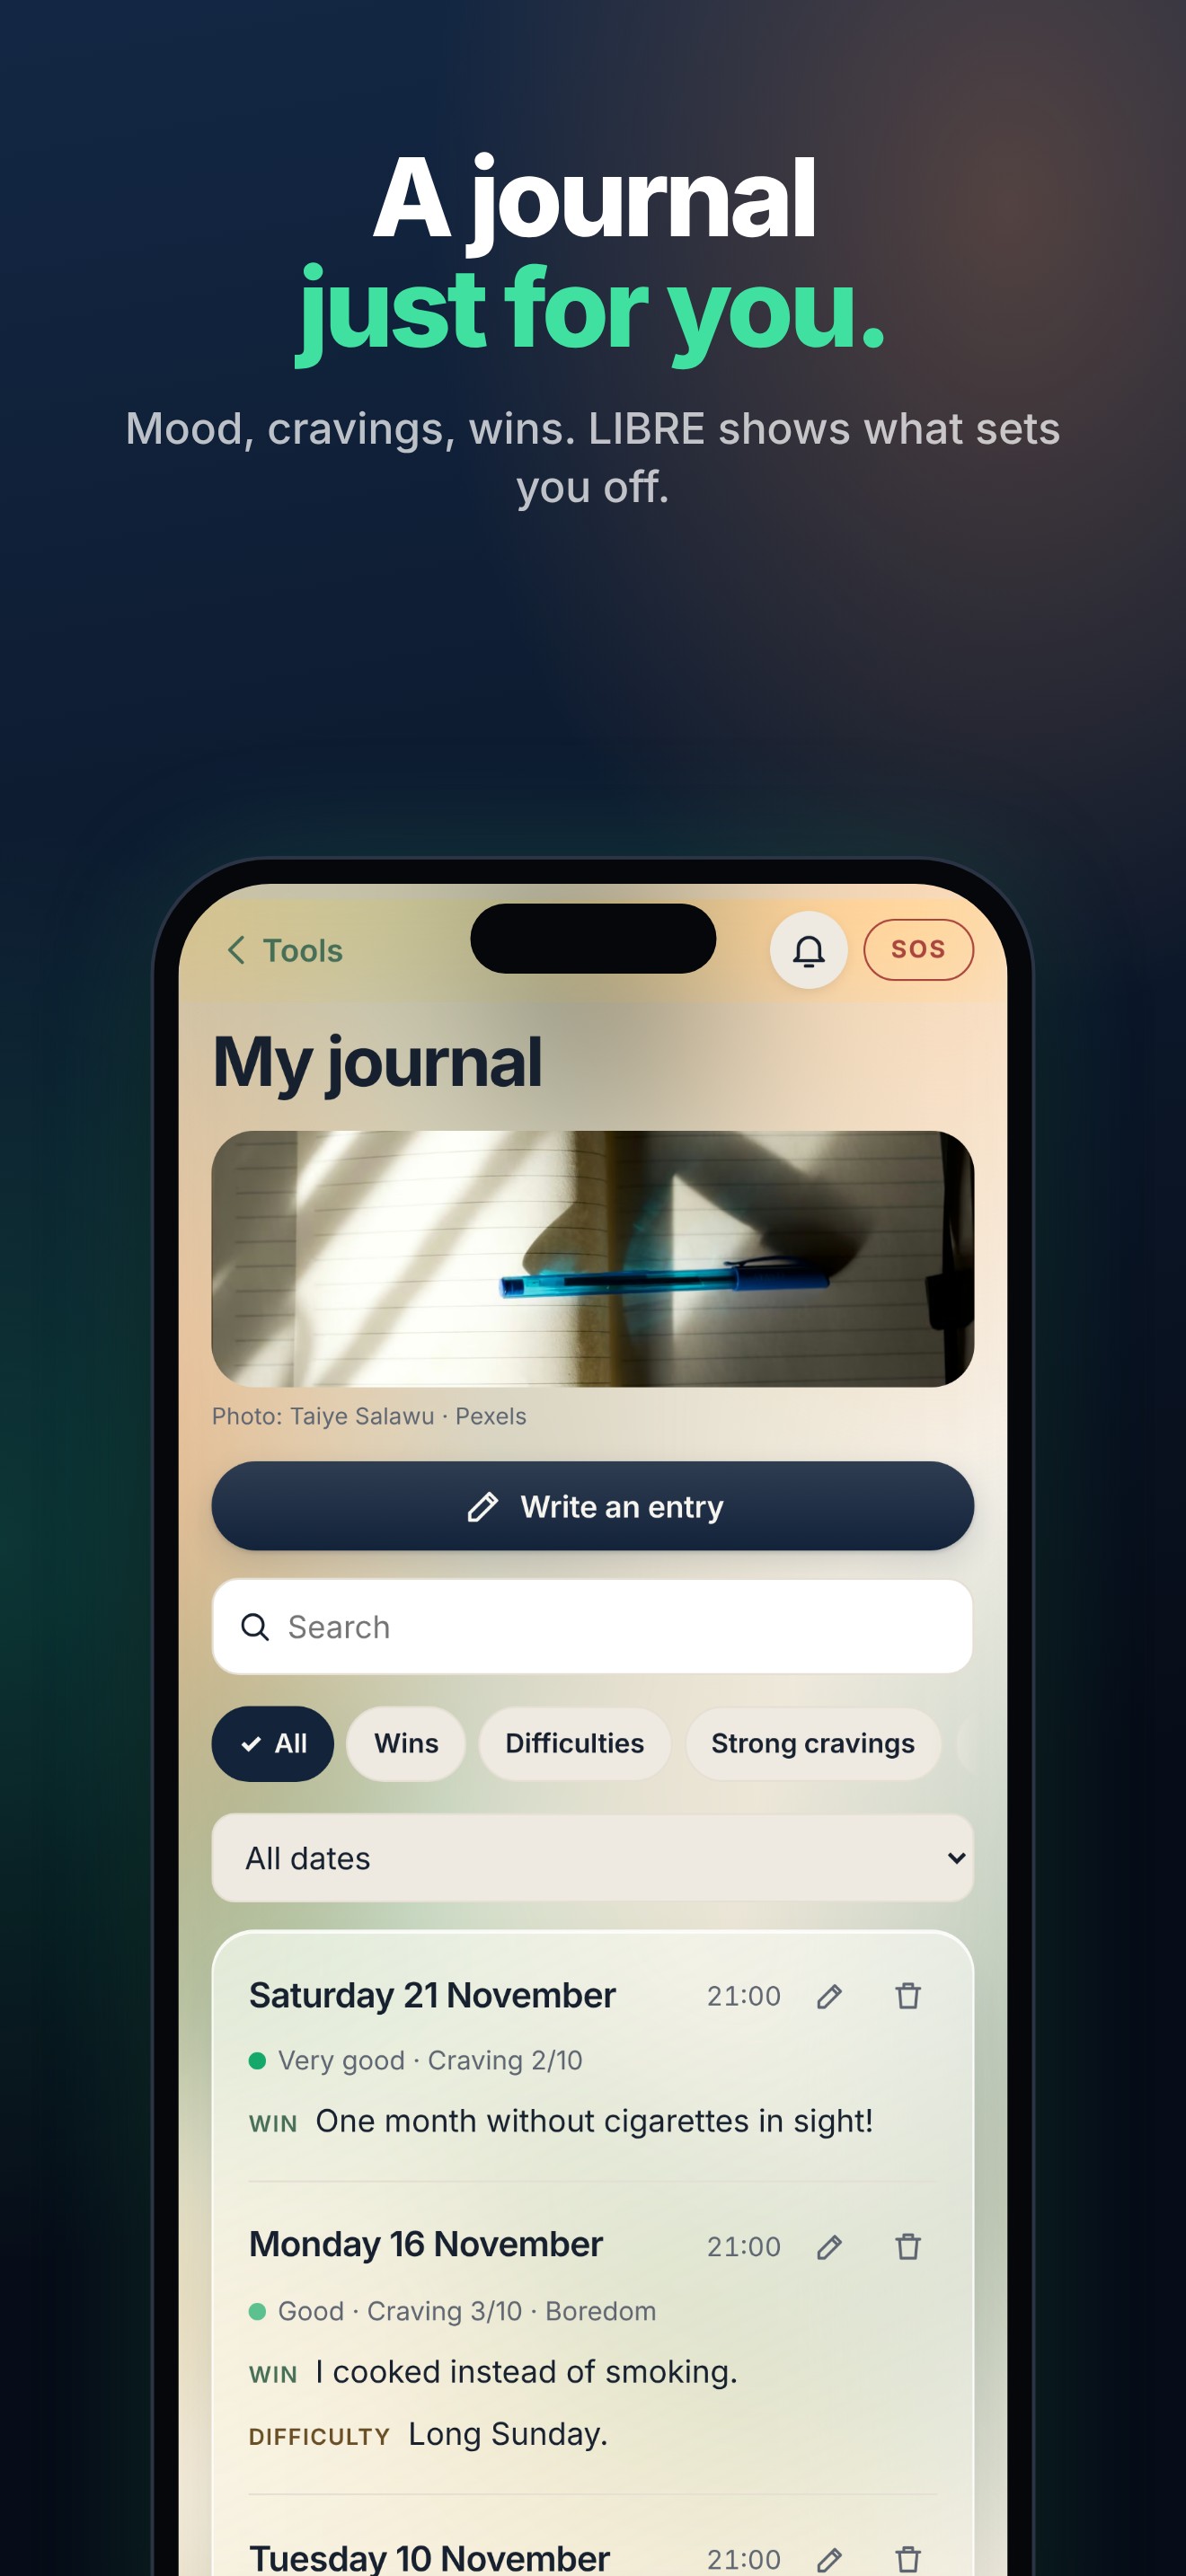 A journal
just for you.
Mood, cravings, wins. LIBRE shows what sets
you off.
Tools
SOS
My journal
Photo: Taiye Salawu · Pexels
Write an entry
Search
All Wins Difficulties Strong cravings
All dates
Saturday 21 November 21:00
Very good · Craving 2/10
WIN One month without cigarettes in sight!
Monday 16 November 21:00
Good · Craving 3/10 · Boredom
WIN I cooked instead of smoking.
DIFFICULTY Long Sunday.
Tuesday 10 November 21:00